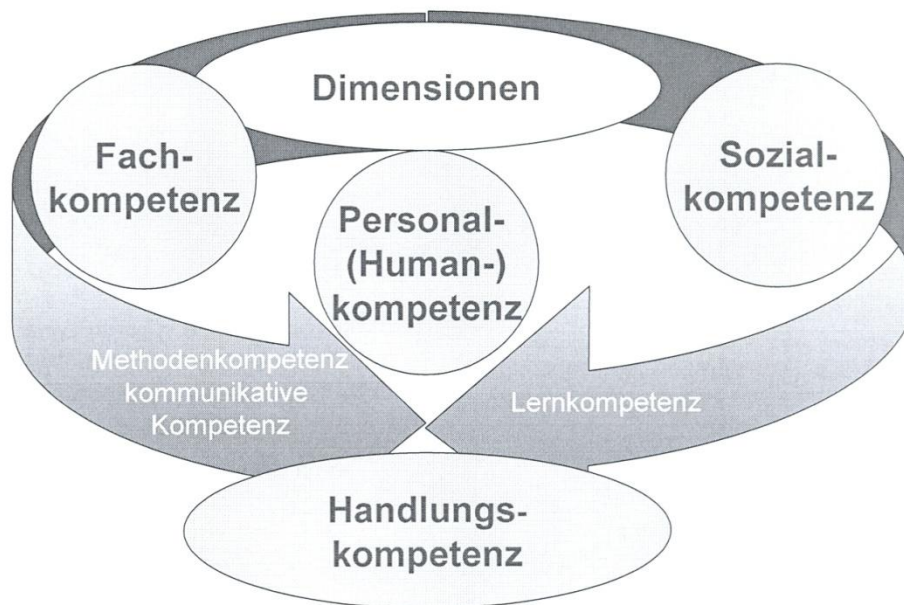 Dimensionen
Fach-
kompetenz
Personal-
(Human-)
kompetenz
Sozial-
kompetenz
Methodenkompetenz
kommunikative
Kompetenz
Lernkompetenz
Handlungs-
kompetenz